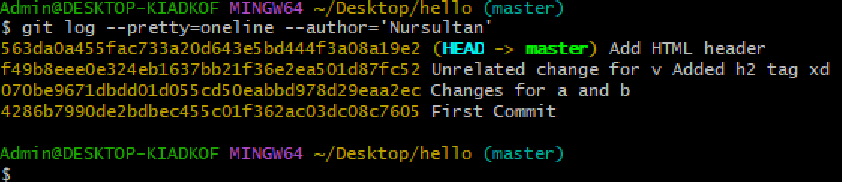 Admin@DESKTOP-KIADKOF MINGW64 ~/Desktop/hello (master)
$ git log --pretty=oneline --author='Nursultan'
563da0a455fac733a20d643e5bd444f3a08a19e2 (HEAD -> master) Add HTML header
f49b8eee0e324eb1637bb21f36e2ea501d87fc52 Unrelated change for v Added h2 tag xd
070be9671dbdd01d055cd50eabbd978d29eaa2ec Changes for a and b
4286b7990de2bdbec455c01f362ac03dc08c7605 First Commit
Admin@DESKTOP-KIADKOF MINGW64 ~/Desktop/hello (master)
$